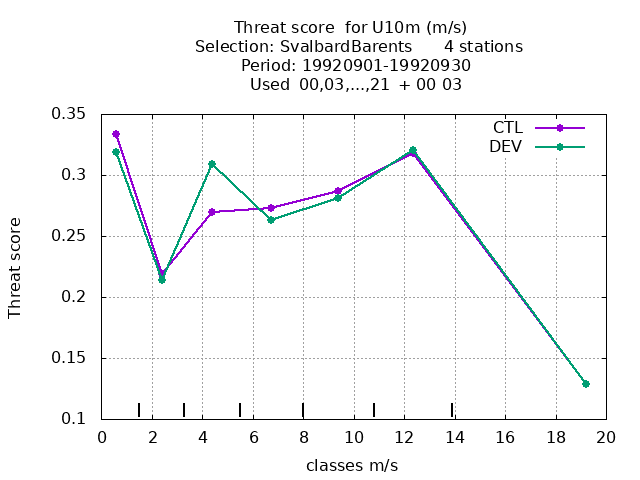 Threat score  for U10m (m/s)
Selection: SvalbardBarents      4 stations
Period: 19920901-19920930
Used  00,03,...,21  + 00 03
0.35
0.3
0.25
0.2
0.15
0.1
Threat score
CTL
DEV
0 2 4 6 8 10 12 14 16 18 20
classes m/s